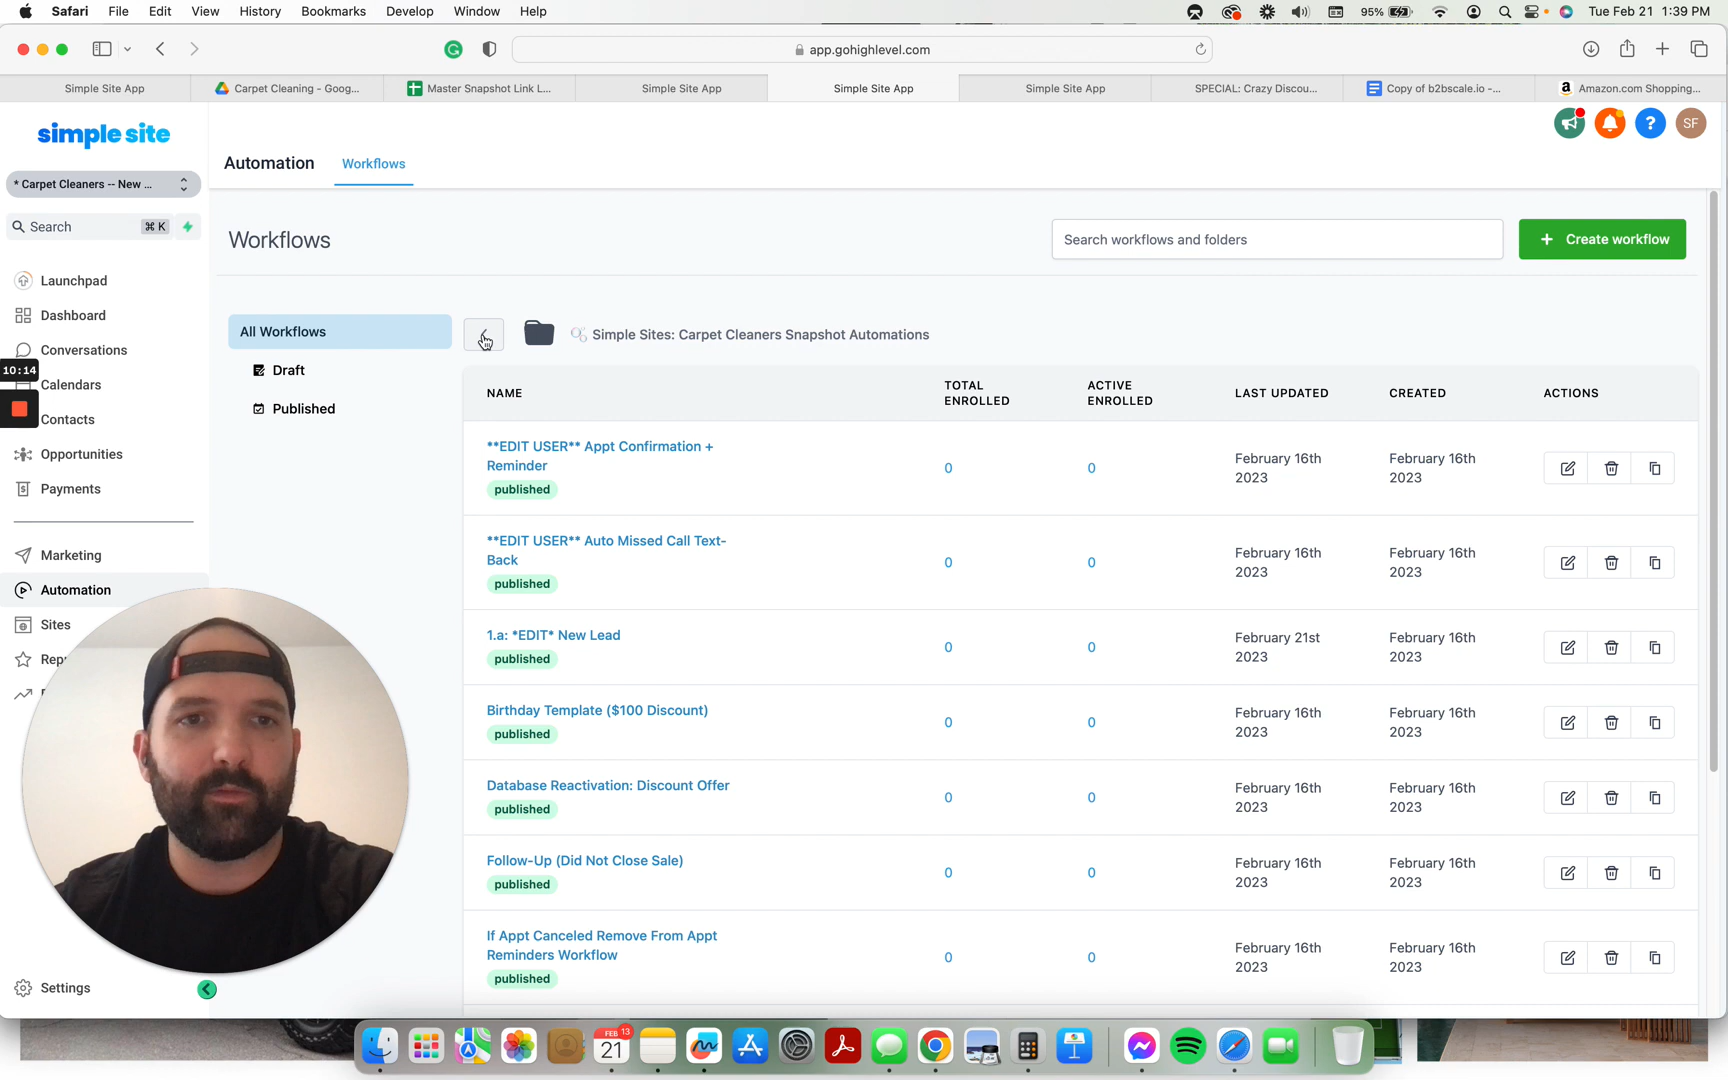 Safari File Edit View History Bookmarks Develop Window Help 95% Tue Feb 21 1:39 PM
app.gohighlevel.com
Simple Site App Carpet Cleaning - Goog... Master Snapshot Link L... Simple Site App Simple Site App Simple Site App SPECIAL: Crazy Discou... Copy of b2bscale.io -... Amazon.com Shopping...
simple site
SF
Automation Workflows
* Carpet Cleaners -- New ...
Search ⌘ K
Workflows
Search workflows and folders
+ Create workflow
Launchpad
Dashboard
Conversations
10:14
Calendars
Contacts
Opportunities
Payments
Marketing
Automation
Sites
Rep
Settings
All Workflows
Draft
Published
Simple Sites: Carpet Cleaners Snapshot Automations
NAME TOTAL ENROLLED ACTIVE ENROLLED LAST UPDATED CREATED ACTIONS
**EDIT USER** Appt Confirmation +
Reminder
published
0 0 February 16th 2023 February 16th 2023
**EDIT USER** Auto Missed Call Text-
Back
published
0 0 February 16th 2023 February 16th 2023
1.a: *EDIT* New Lead
published
0 0 February 21st 2023 February 16th 2023
Birthday Template ($100 Discount)
published
0 0 February 16th 2023 February 16th 2023
Database Reactivation: Discount Offer
published
0 0 February 16th 2023 February 16th 2023
Follow-Up (Did Not Close Sale)
published
0 0 February 16th 2023 February 16th 2023
If Appt Canceled Remove From Appt
Reminders Workflow
published
0 0 February 16th 2023 February 16th 2023
FEB 13
21